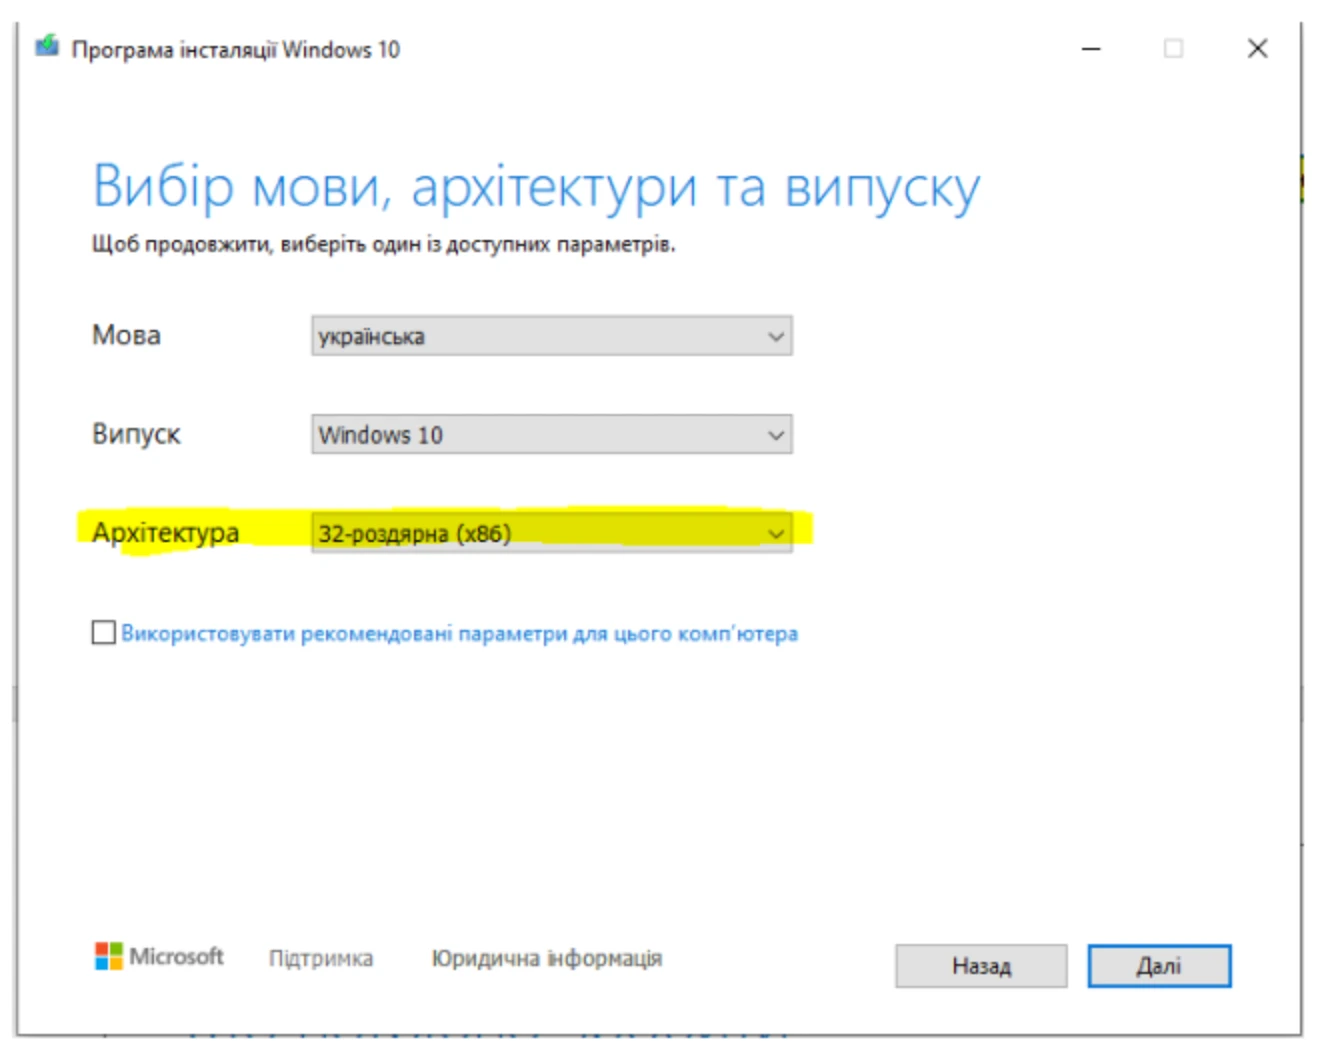 Програма інсталяції Windows 10
Вибір мови, архітектури та випуску
Щоб продовжити, виберіть один із доступних параметрів.
Мова українська
Випуск Windows 10
Архітектура 32-роздярна (x86)
Використовувати рекомендовані параметри для цього комп'ютера
Microsoft Підтримка Юридична інформація Назад Далі